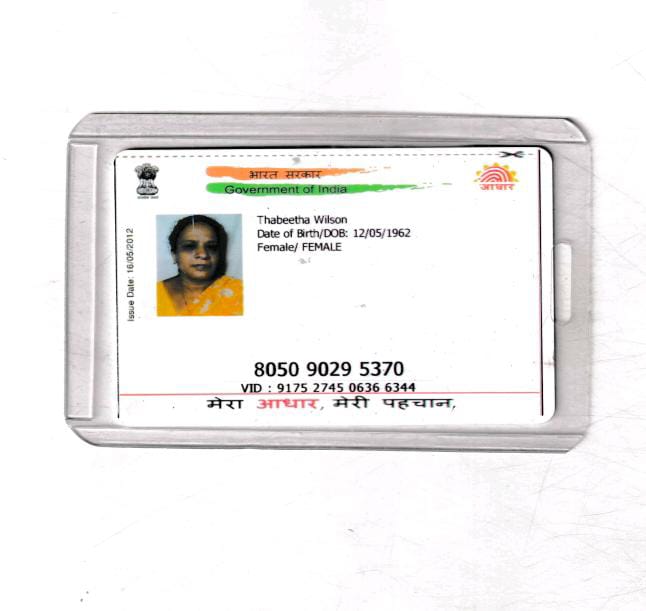 भारत सरकार
Government of India
आधार
Issue Date: 16/05/2012
Thabeetha Wilson
Date of Birth/DOB: 12/05/1962
Female/ FEMALE
8050 9029 5370
VID : 9175 2745 0636 6344
मेरा आधार, मेरी पहचान,